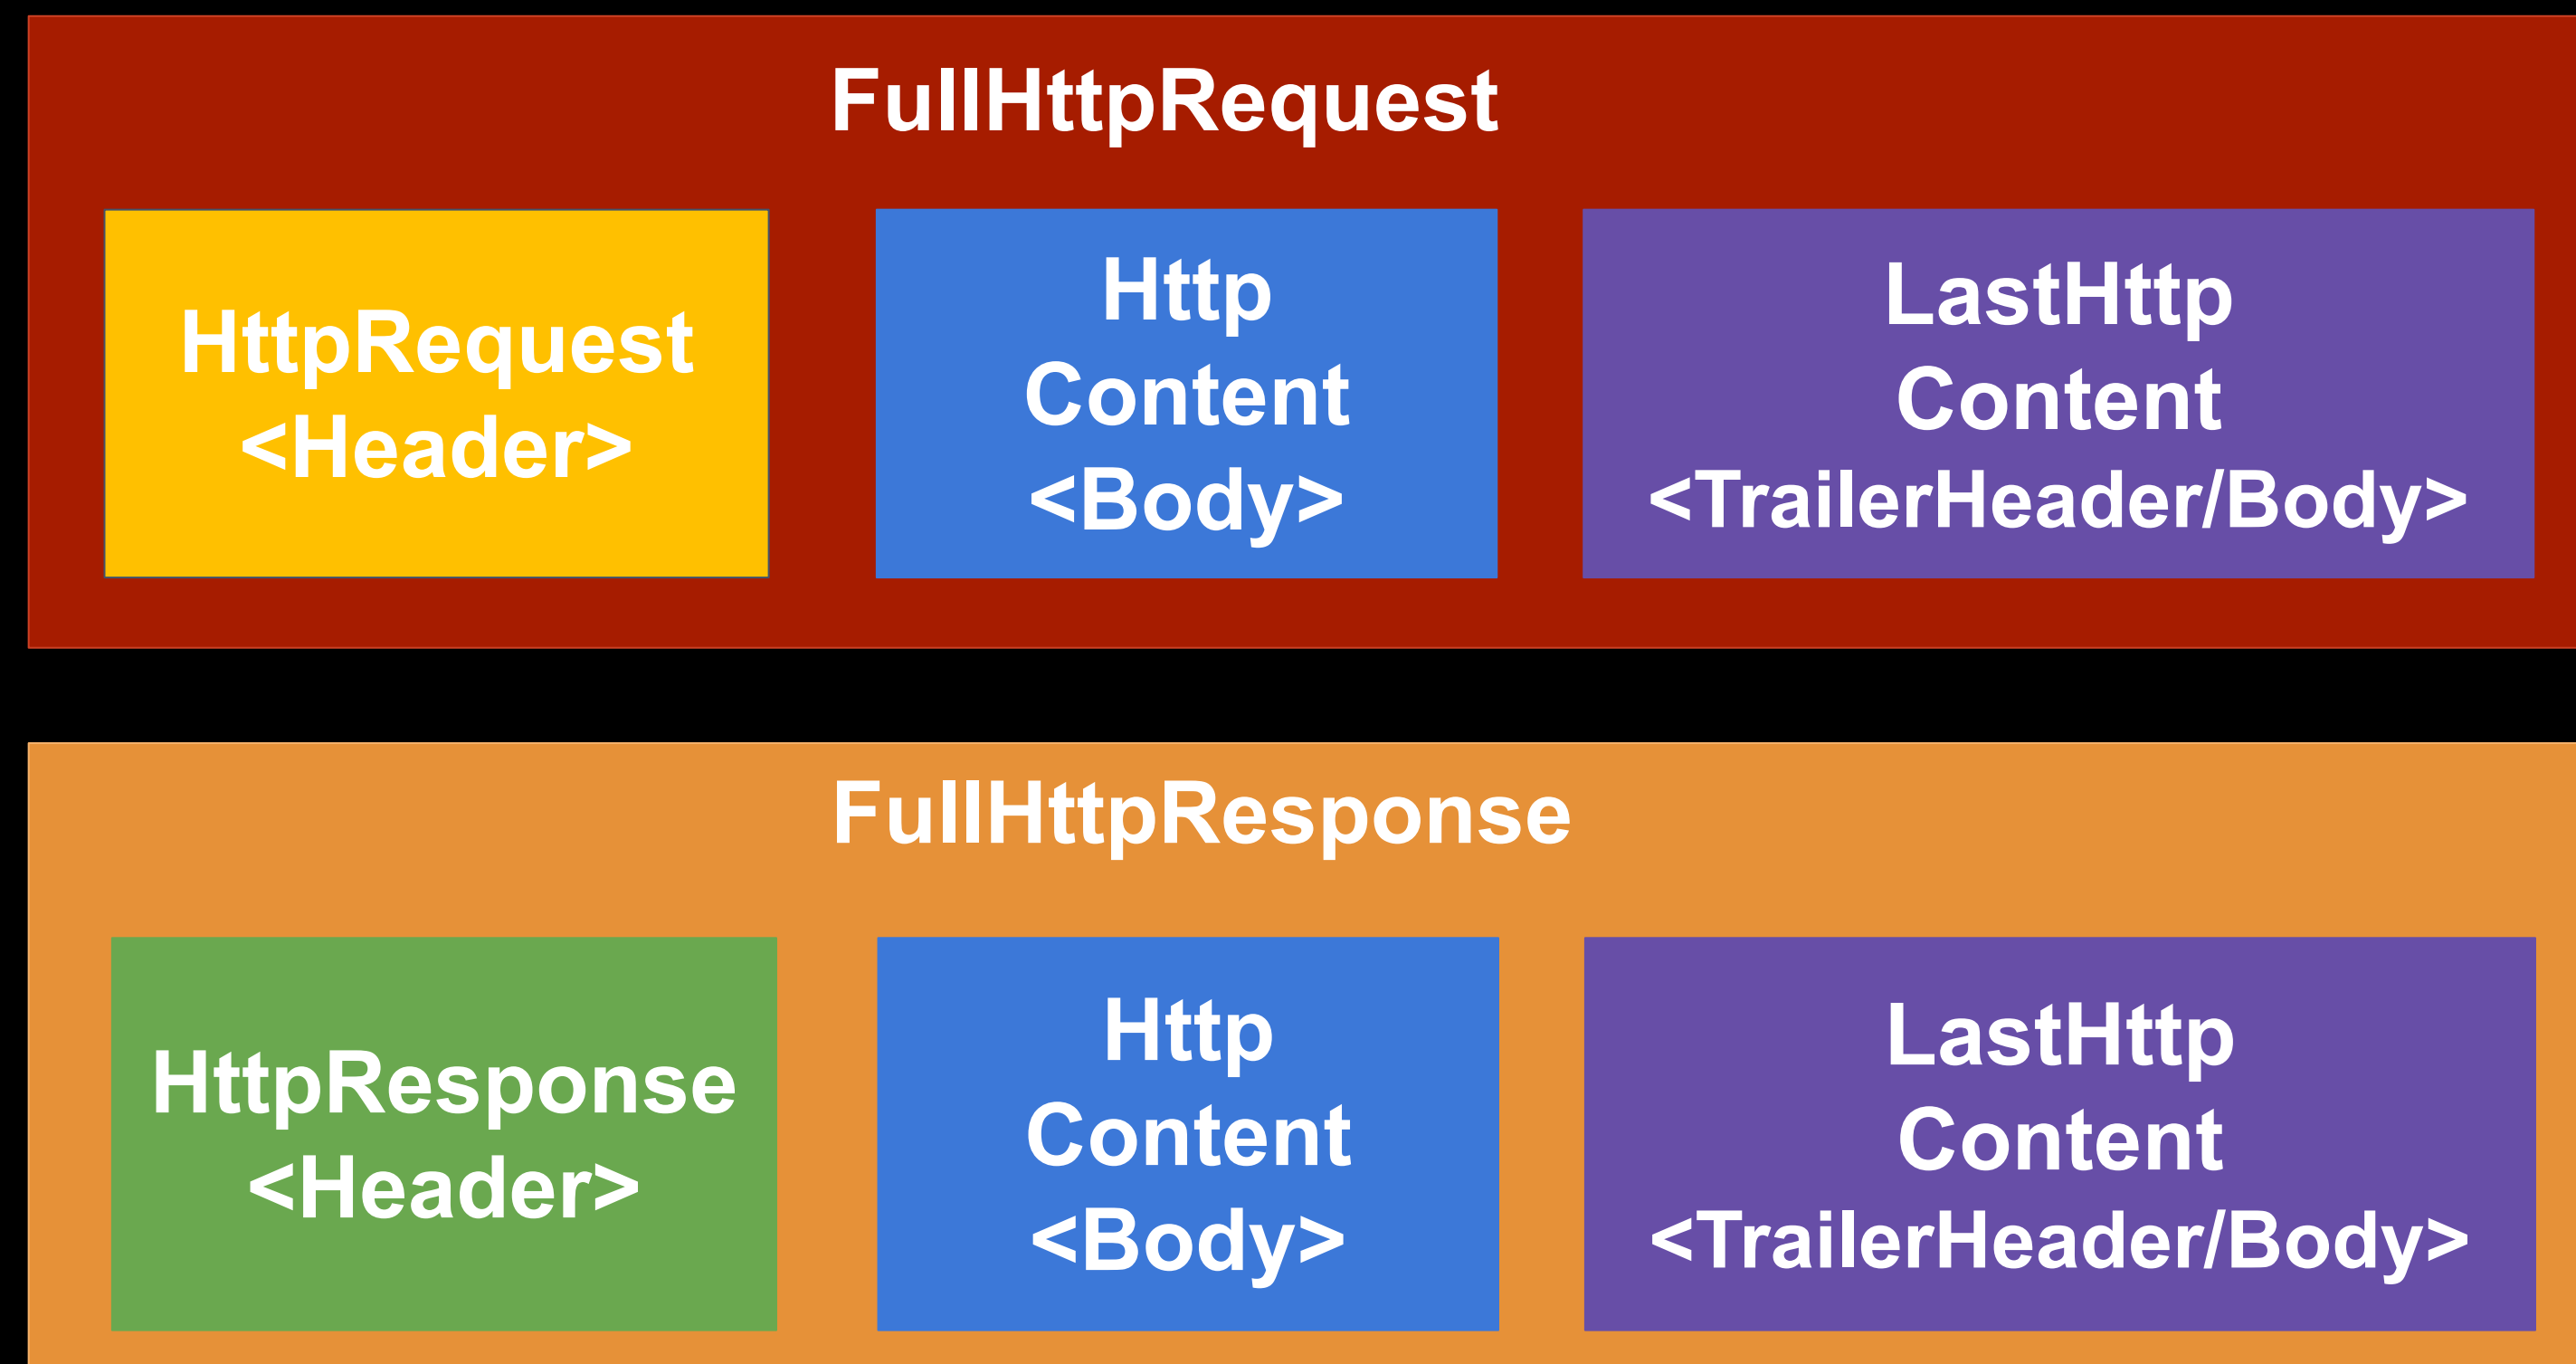 FullHttpRequest
HttpRequest
<Header>
Http
Content
<Body>
LastHttp
Content
<TrailerHeader/Body>
FullHttpResponse
HttpResponse
<Header>
Http
Content
<Body>
LastHttp
Content
<TrailerHeader/Body>